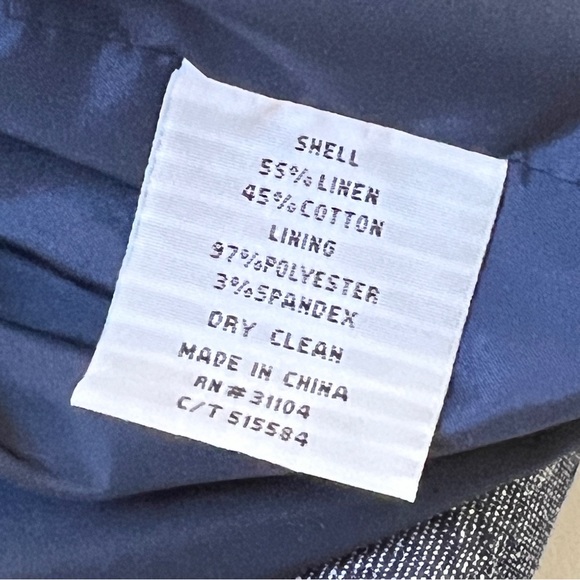 SHELL
55%LINEN
45%COTTON
LINING
97%POLYESTER
3%SPANDEX
DRY CLEAN
MADE IN CHINA
RN#31104
C/T 515584